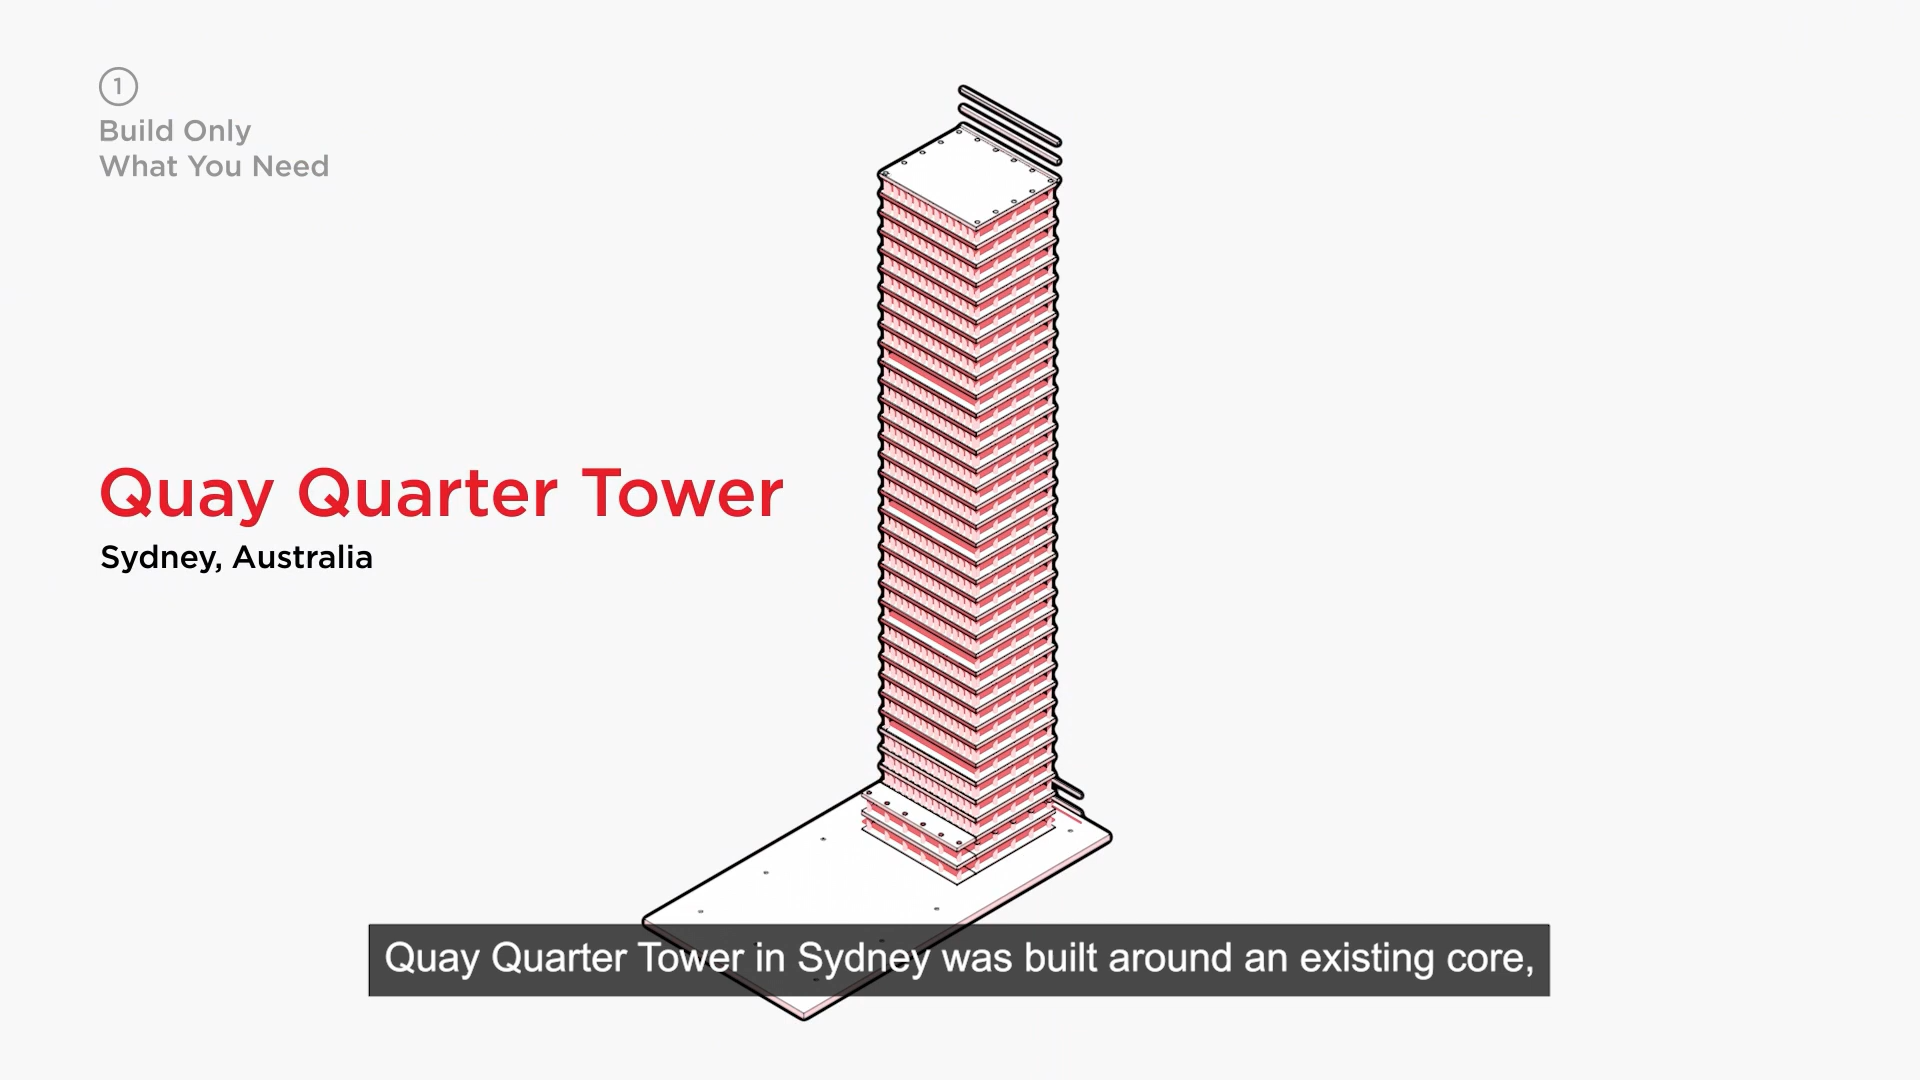 1
Build Only
What You Need
Quay Quarter Tower
Sydney, Australia
Quay Quarter Tower in Sydney was built around an existing core,